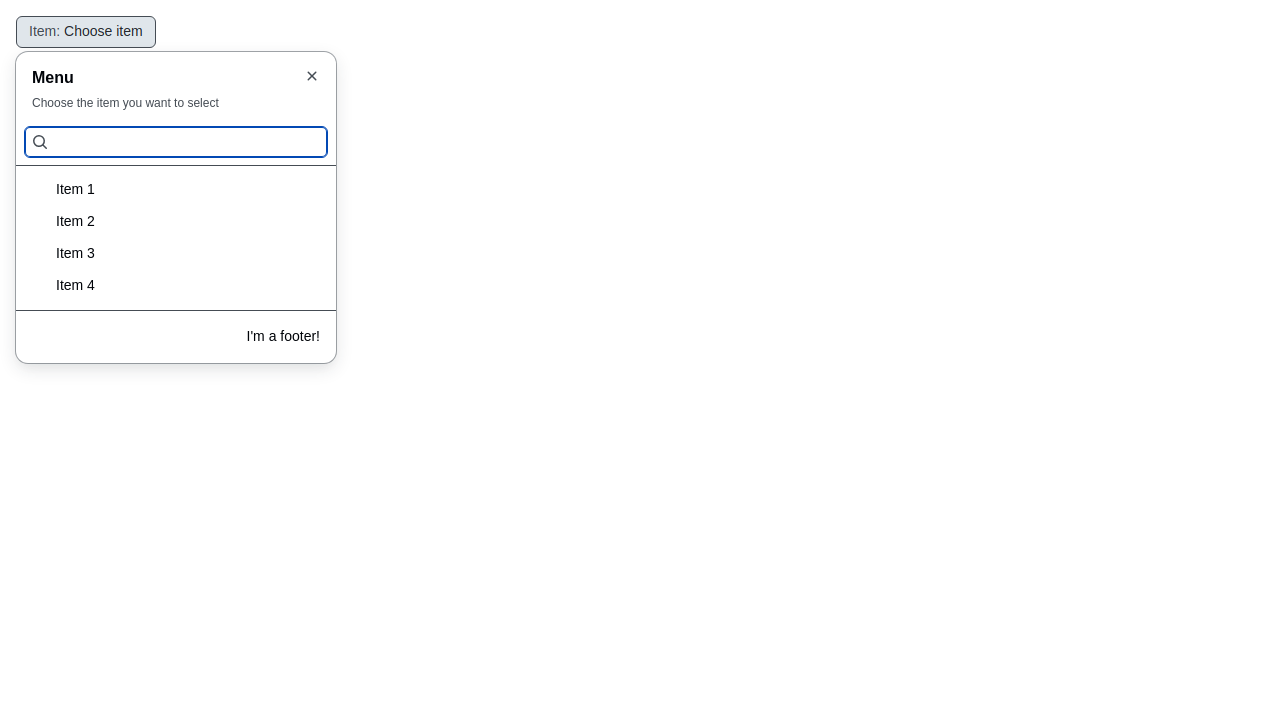 Item: Choose item
Menu
Choose the item you want to select
Item 1
Item 2
Item 3
Item 4
I'm a footer!